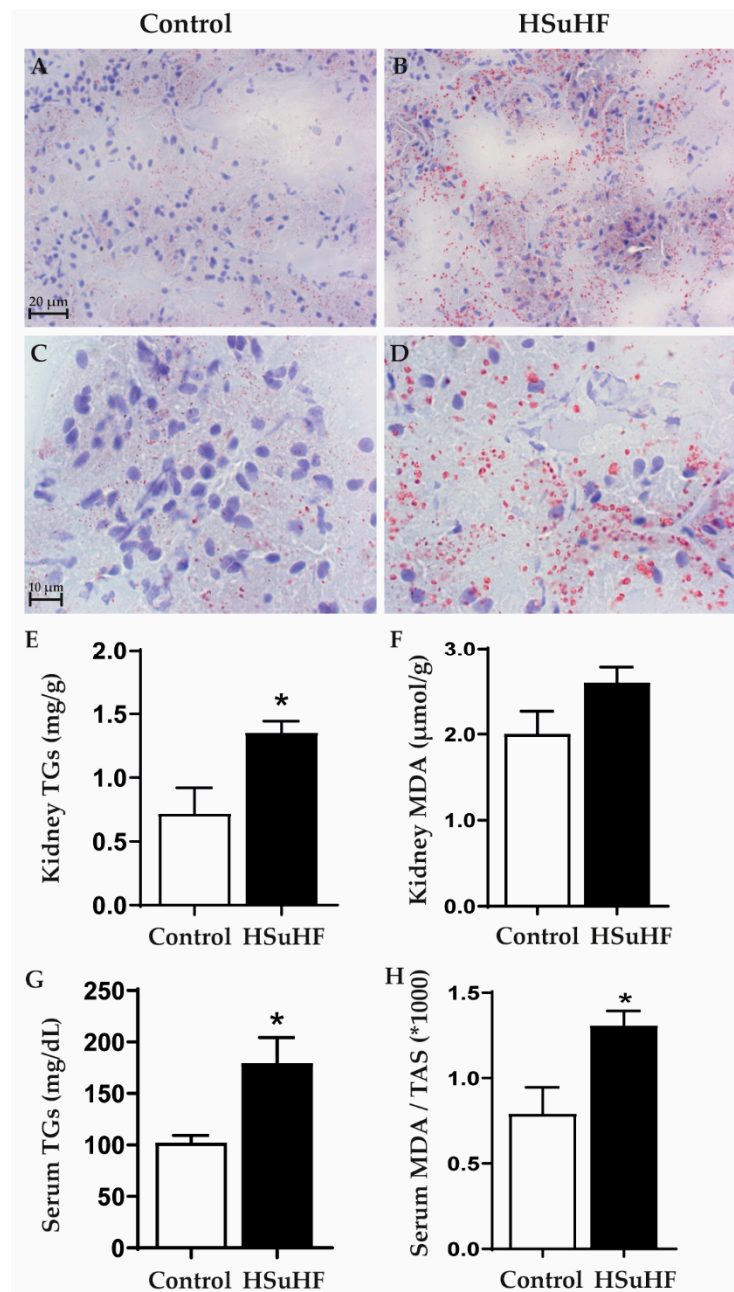 Control HSuHF
A B
20 μm
C D
10 μm
E F
Kidney TGs (mg/g)
2.0
1.5
1.0
0.5
0.0
*
Control HSuHF
Kidney MDA (μmol/g)
3.0
2.0
1.0
0.0
Control HSuHF
G H
Serum TGs (mg/dL)
250
200
150
100
50
0
*
Control HSuHF
Serum MDA / TAS (*1000)
1.5
1.0
0.5
0.0
*
Control HSuHF